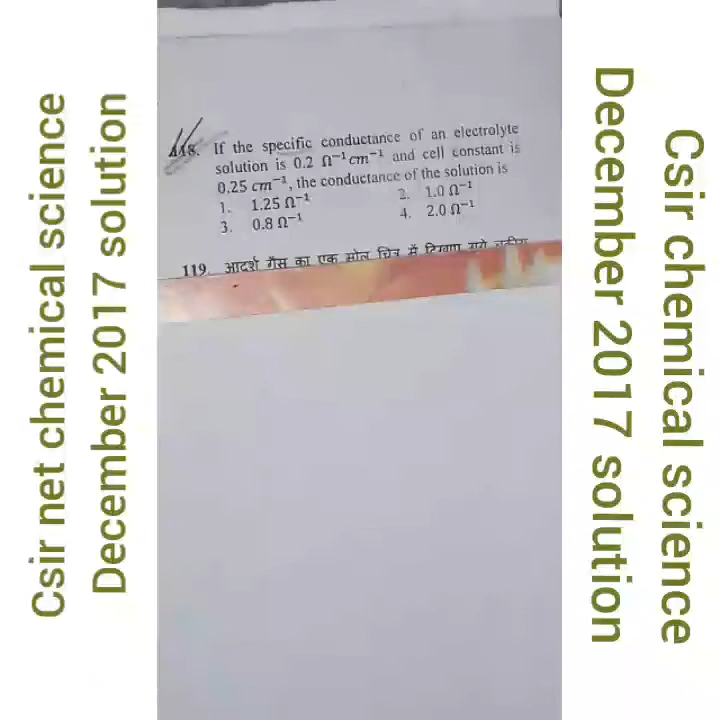 Csir net chemical science
December 2017 solution
118. If the specific conductance of an electrolyte
solution is 0.2 Ω⁻¹cm⁻¹ and cell constant is
0.25 cm⁻¹, the conductance of the solution is
1. 1.25 Ω⁻¹ 2. 1.0 Ω⁻¹
3. 0.8 Ω⁻¹ 4. 2.0 Ω⁻¹
119. आदर्श गैस का एक मोल चित्र में
Csir chemical science
December 2017 solution